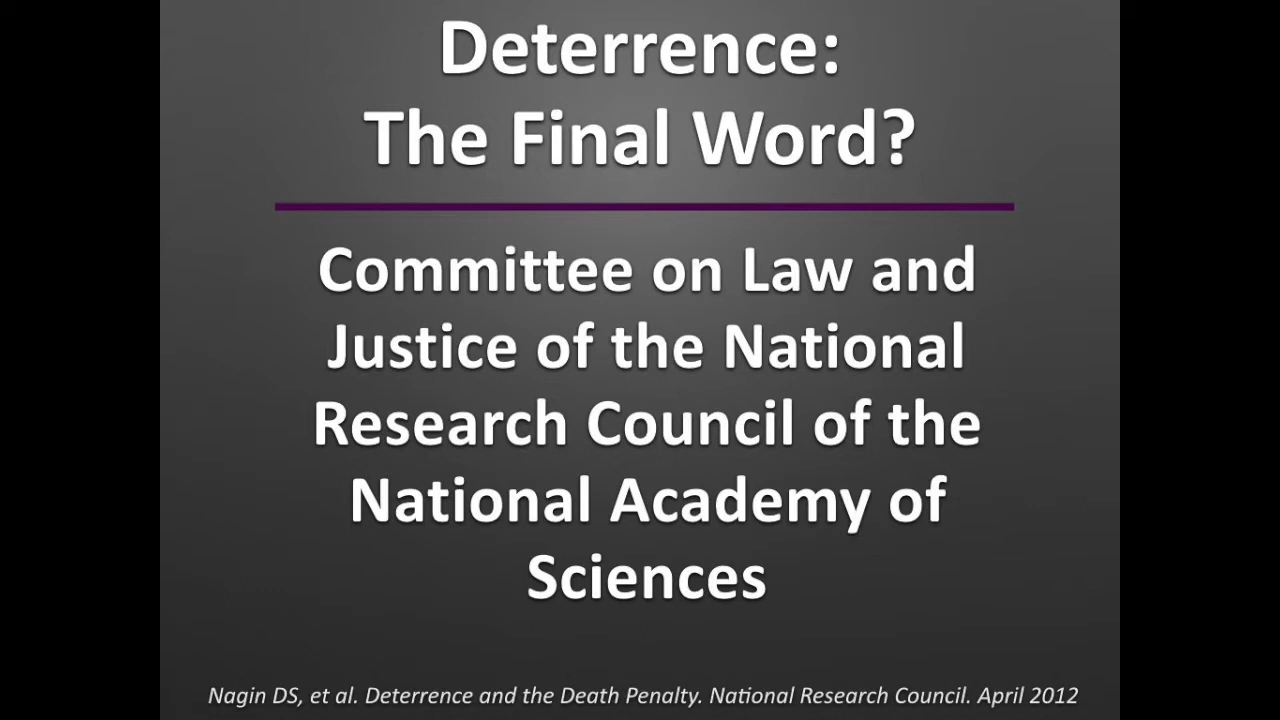 Deterrence:
The Final Word?
Committee on Law and
Justice of the National
Research Council of the
National Academy of
Sciences
Nagin DS, et al. Deterrence and the Death Penalty. National Research Council. April 2012